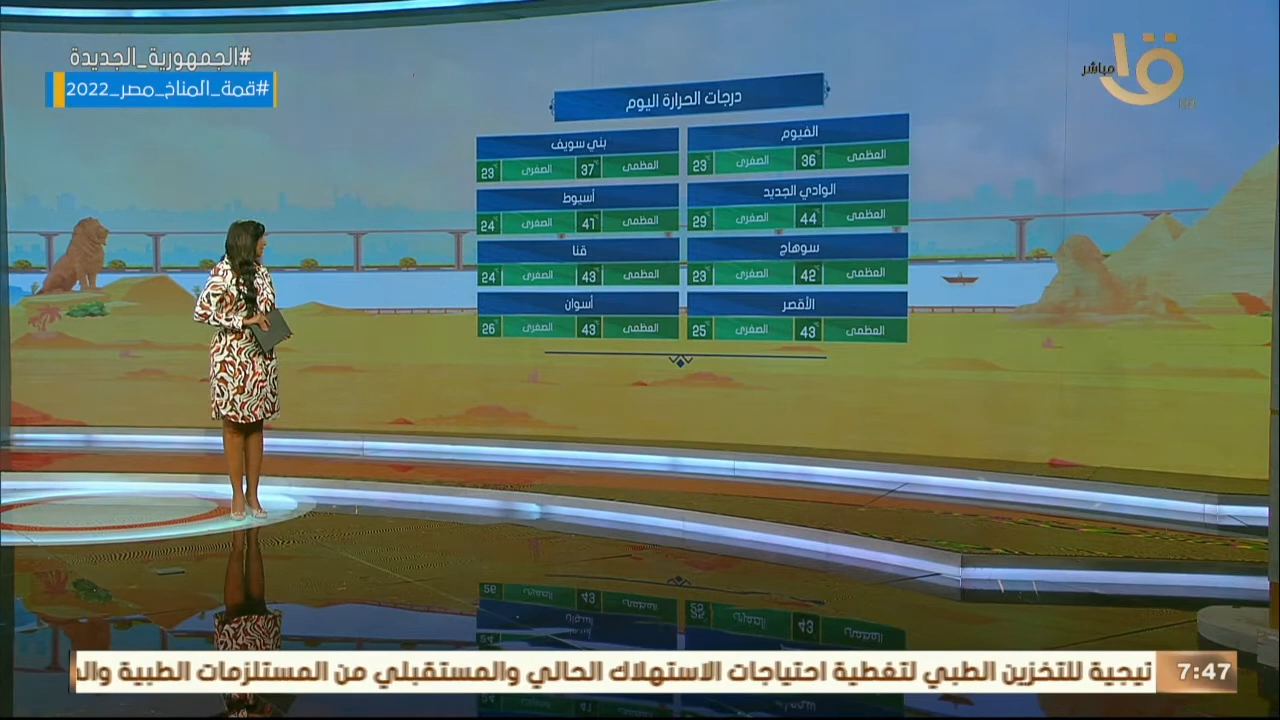 #الجمهورية_الجديدة
#قمة_المناخ_مصر_2022
مباشر
HD
درجات الحرارة اليوم
الفيوم
العظمى 36 الصغرى 23
بني سويف
العظمى 37 الصغرى 23
الوادي الجديد
العظمى 44 الصغرى 29
أسيوط
العظمى 41 الصغرى 24
سوهاج
العظمى 42 الصغرى 23
قنا
العظمى 43 الصغرى 24
الأقصر
العظمى 43 الصغرى 25
أسوان
العظمى 43 الصغرى 26
7:47
تيجية للتخزين الطبي لتغطية احتياجات الاستهلاك الحالي والمستقبلي من المستلزمات الطبية وال